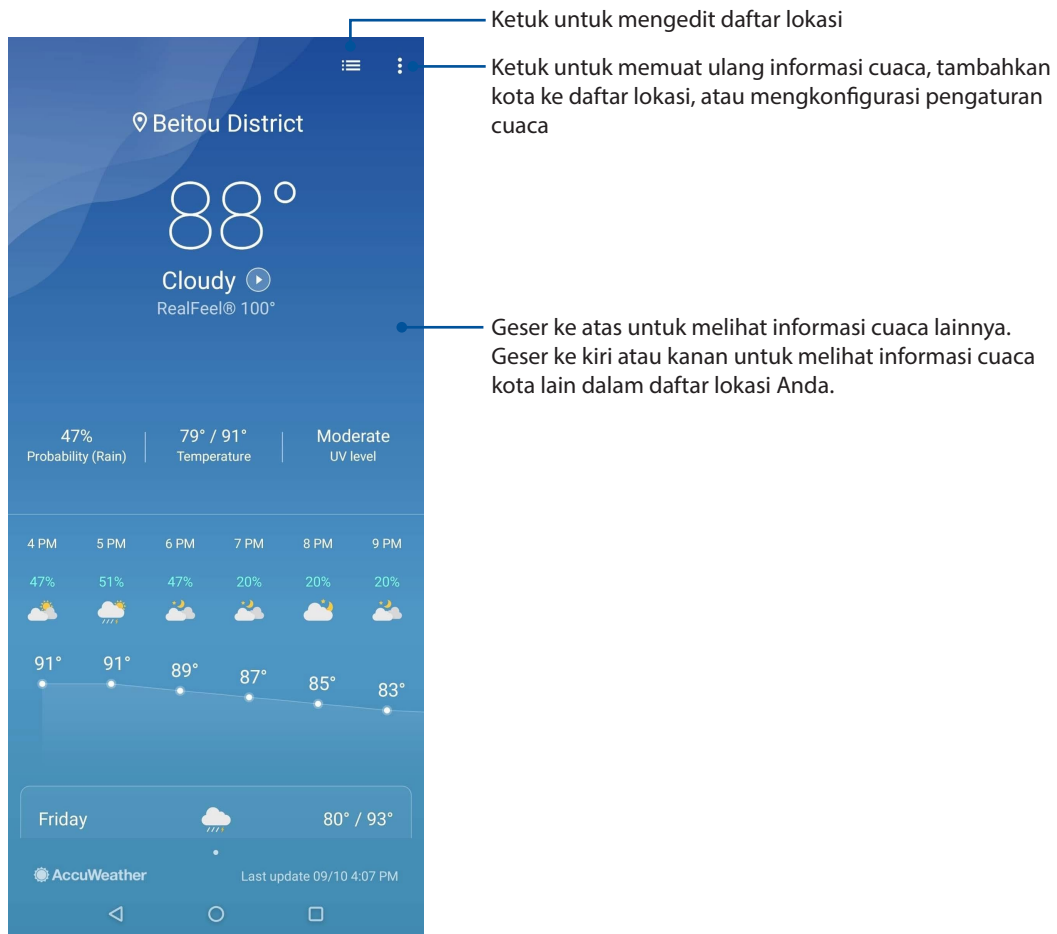 Ketuk untuk mengedit daftar lokasi
Ketuk untuk memuat ulang informasi cuaca, tambahkan
kota ke daftar lokasi, atau mengkonfigurasi pengaturan
cuaca
Beitou District
88°
Cloudy
RealFeel® 100°
Geser ke atas untuk melihat informasi cuaca lainnya.
Geser ke kiri atau kanan untuk melihat informasi cuaca
kota lain dalam daftar lokasi Anda.
47% 79° / 91° Moderate
Probability (Rain) Temperature UV level
4 PM 5 PM 6 PM 7 PM 8 PM 9 PM
47% 51% 47% 20% 20% 20%
91° 91° 89° 87° 85° 83°
Friday 80° / 93°
AccuWeather Last update 09/10 4:07 PM